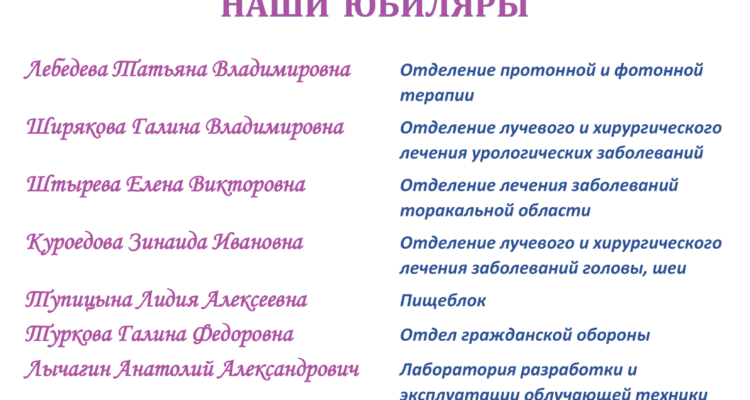 НАШИ ЮБИЛЯРЫ
Лебедева Татьяна Владимировна Отделение протонной и фотонной
терапии
Ширякова Галина Владимировна Отделение лучевого и хирургического
лечения урологических заболеваний
Штырева Елена Викторовна Отделение лечения заболеваний
торакальной области
Куроедова Зинаида Ивановна Отделение лучевого и хирургического
лечения заболеваний головы, шеи
Тупицына Лидия Алексеевна Пищеблок
Туркова Галина Федоровна Отдел гражданской обороны
Лычагин Анатолий Александрович Лаборатория разработки и
эксплуатации облучающей техники